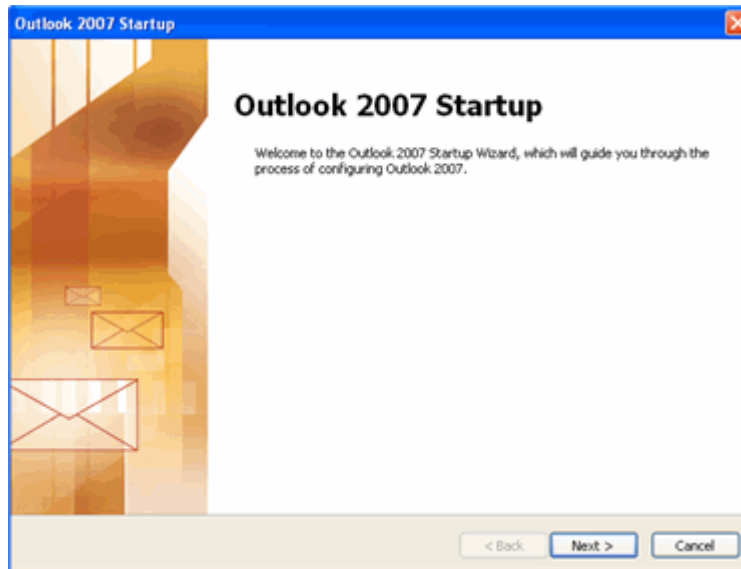 Outlook 2007 Startup
Outlook 2007 Startup
Welcome to the Outlook 2007 Startup Wizard, which will guide you through the
process of configuring Outlook 2007.
< Back
Next >
Cancel